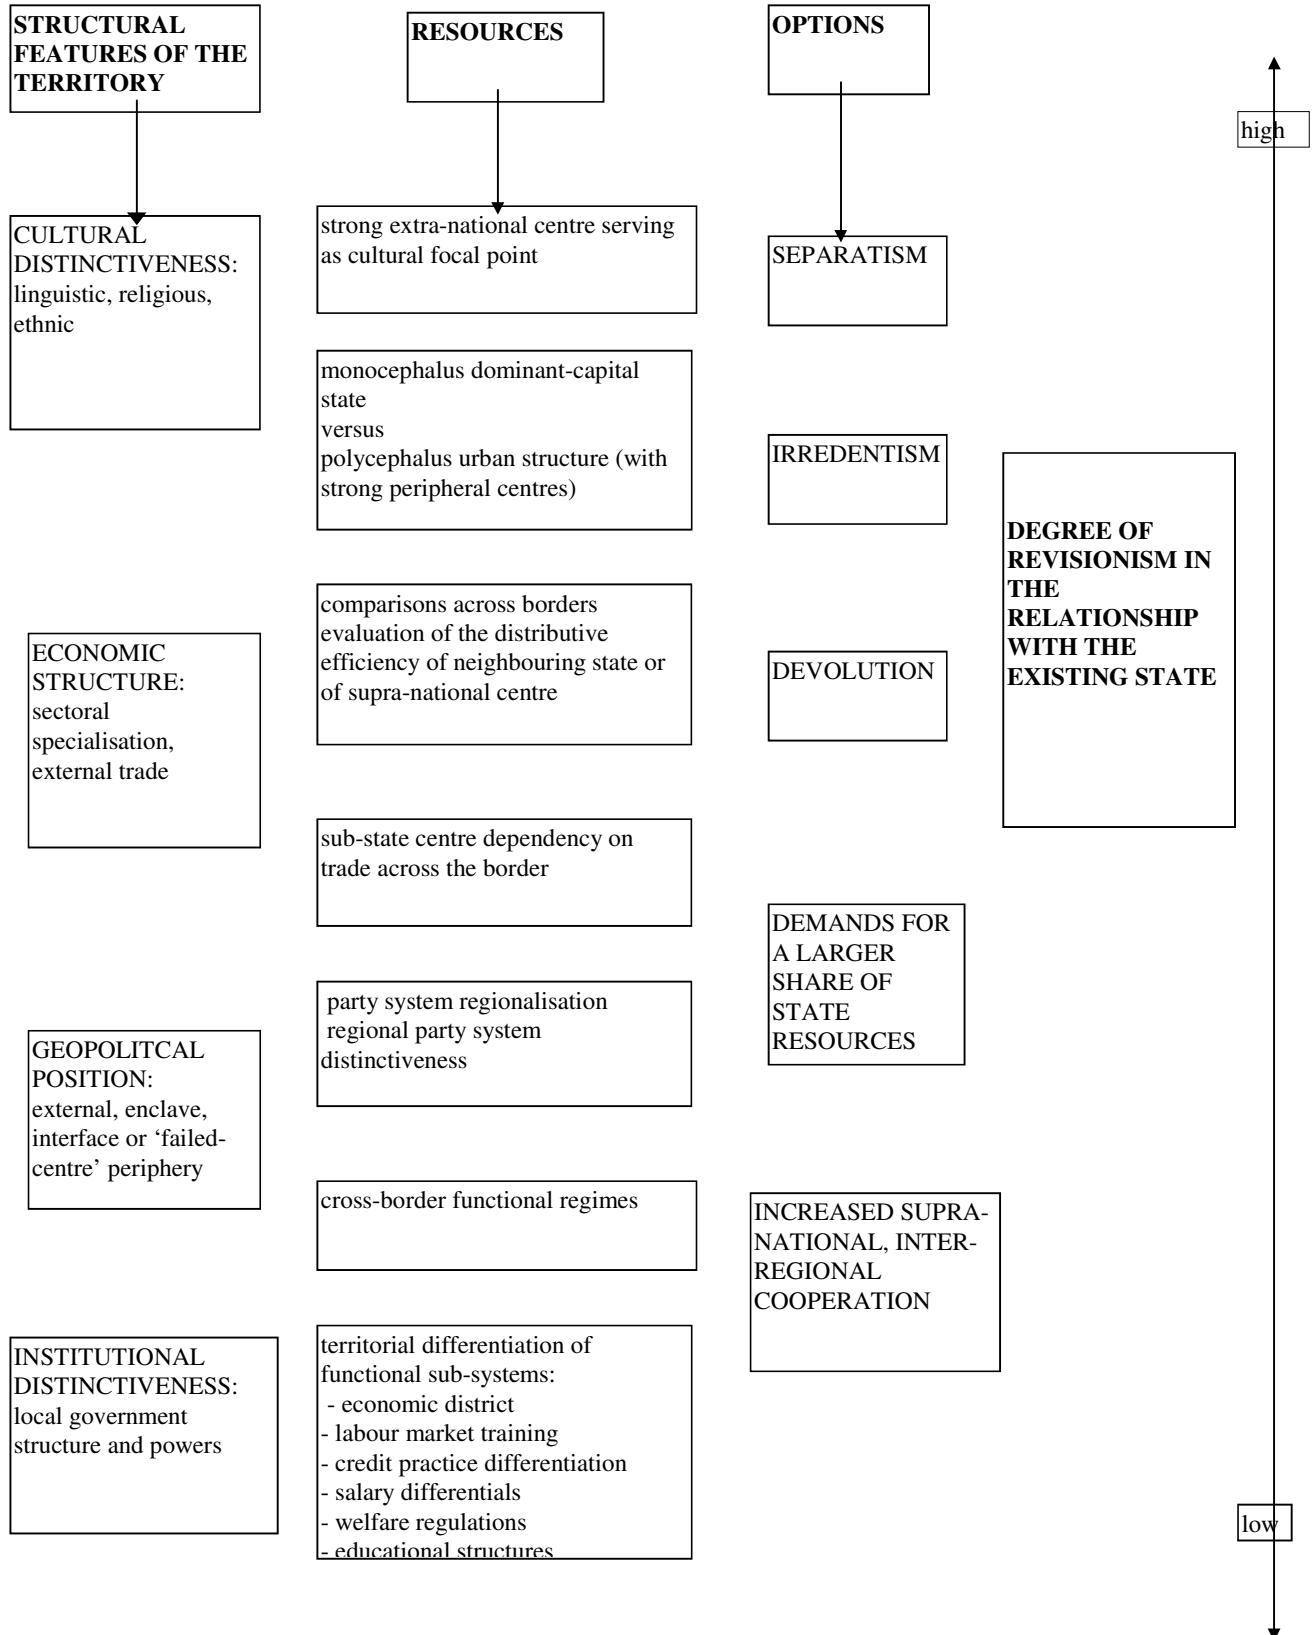 STRUCTURAL
FEATURES OF THE
TERRITORY
CULTURAL
DISTINCTIVENESS:
linguistic, religious,
ethnic
ECONOMIC
STRUCTURE:
sectoral
specialisation,
external trade
GEOPOLITCAL
POSITION:
external, enclave,
interface or ‘failed-
centre’ periphery
INSTITUTIONAL
DISTINCTIVENESS:
local government
structure and powers
RESOURCES
strong extra-national centre serving
as cultural focal point
monocephalus dominant-capital
state
versus
polycephalus urban structure (with
strong peripheral centres)
comparisons across borders
evaluation of the distributive
efficiency of neighbouring state or
of supra-national centre
sub-state centre dependency on
trade across the border
party system regionalisation
regional party system
distinctiveness
cross-border functional regimes
territorial differentiation of
functional sub-systems:
- economic district
- labour market training
- credit practice differentiation
- salary differentials
- welfare regulations
- educational structures
OPTIONS
SEPARATISM
IRREDENTISM
DEVOLUTION
DEMANDS FOR
A LARGER
SHARE OF
STATE
RESOURCES
INCREASED SUPRA-
NATIONAL, INTER-
REGIONAL
COOPERATION
DEGREE OF
REVISIONISM IN
THE
RELATIONSHIP
WITH THE
EXISTING STATE
high
low